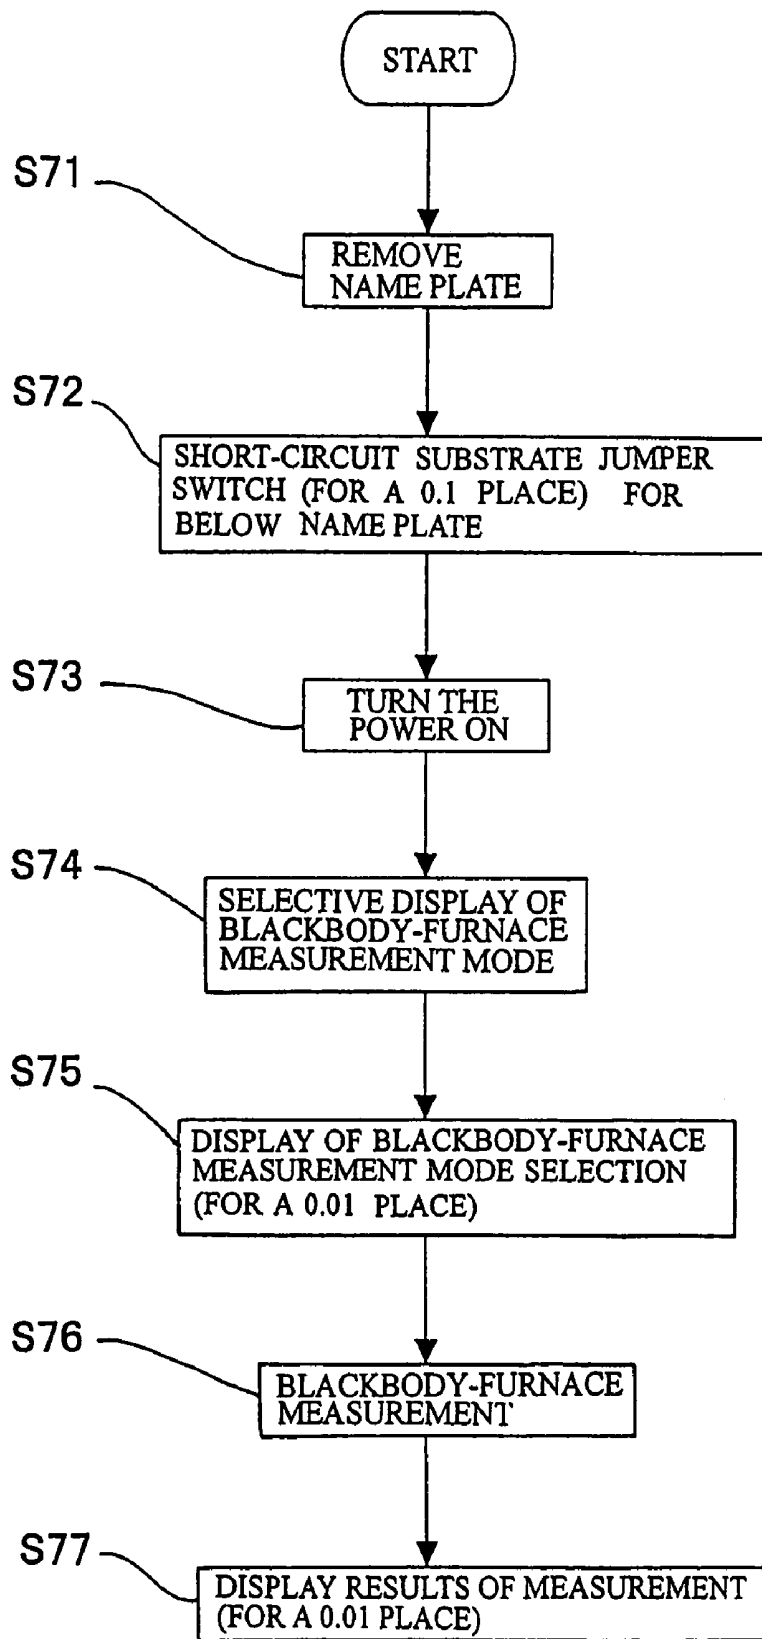 START
S71
REMOVE
NAME PLATE
S72
SHORT-CIRCUIT SUBSTRATE JUMPER
SWITCH (FOR A 0.1 PLACE) FOR
BELOW NAME PLATE
S73
TURN THE
POWER ON
S74
SELECTIVE DISPLAY OF
BLACKBODY-FURNACE
MEASUREMENT MODE
S75
DISPLAY OF BLACKBODY-FURNACE
MEASUREMENT MODE SELECTION
(FOR A 0.01 PLACE)
S76
BLACKBODY-FURNACE
MEASUREMENT
S77
DISPLAY RESULTS OF MEASUREMENT
(FOR A 0.01 PLACE)